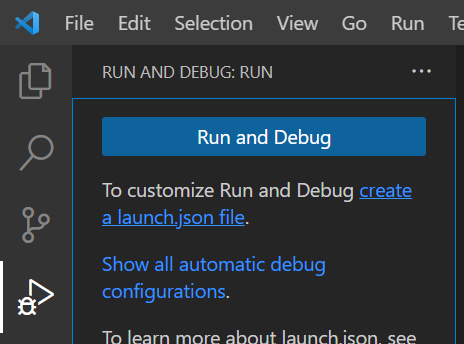 File Edit Selection View Go Run Te
RUN AND DEBUG: RUN
Run and Debug
To customize Run and Debug create
a launch.json file.
Show all automatic debug
configurations.
To learn more about launch.json, see